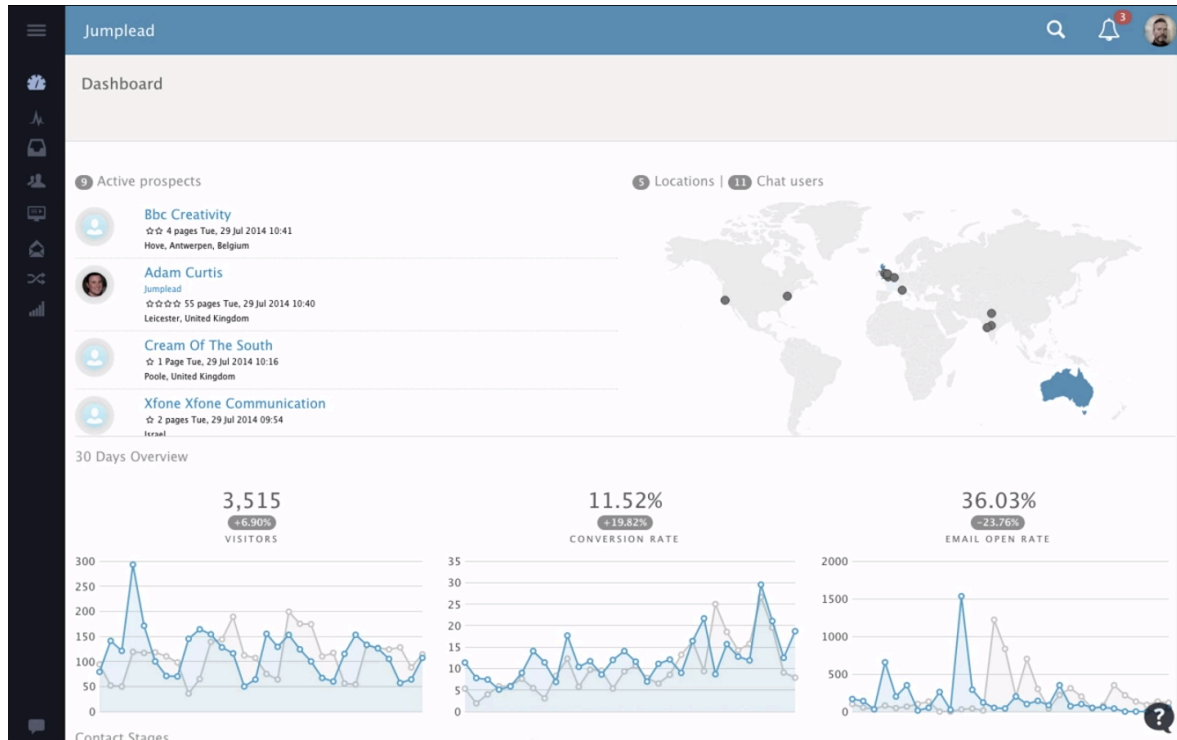 Jumplead
3
Dashboard
9 Active prospects
Bbc Creativity
☆☆ 4 pages Tue, 29 Jul 2014 10:41
Hove, Antwerpen, Belgium
Adam Curtis
Jumplead
☆☆☆☆ 55 pages Tue, 29 Jul 2014 10:40
Leicester, United Kingdom
Cream Of The South
☆ 1 Page Tue, 29 Jul 2014 10:16
Poole, United Kingdom
Xfone Xfone Communication
☆ 2 pages Tue, 29 Jul 2014 09:54
Israel
5 Locations | 11 Chat users
30 Days Overview
3,515
+6.90%
VISITORS
300
250
200
150
100
50
0
11.52%
+19.82%
CONVERSION RATE
35
30
25
20
15
10
5
0
36.03%
-23.76%
EMAIL OPEN RATE
2000
1500
1000
500
0
?
Contact Stages